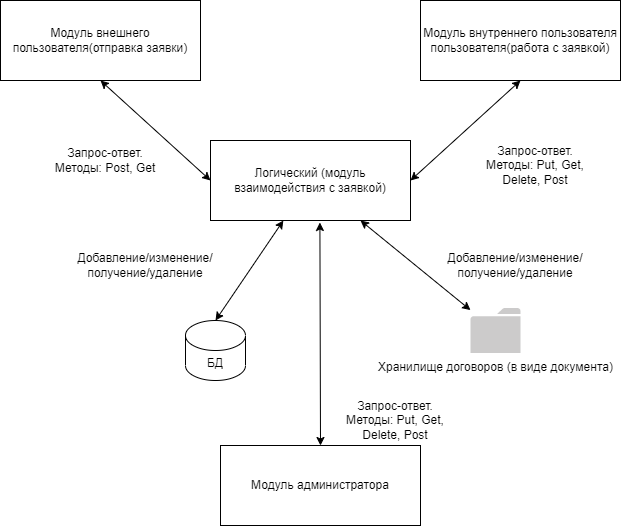 Модуль внешнего
пользователя(отправка заявки)
Модуль внутреннего пользователя
пользователя(работа с заявкой)
Запрос-ответ.
Методы: Post, Get
Логический (модуль
взаимодействия с заявкой)
Запрос-ответ.
Методы: Put, Get,
Delete, Post
Добавление/изменение/
получение/удаление
Добавление/изменение/
получение/удаление
БД
Хранилище договоров (в виде документа)
Запрос-ответ.
Методы: Put, Get,
Delete, Post
Модуль администратора